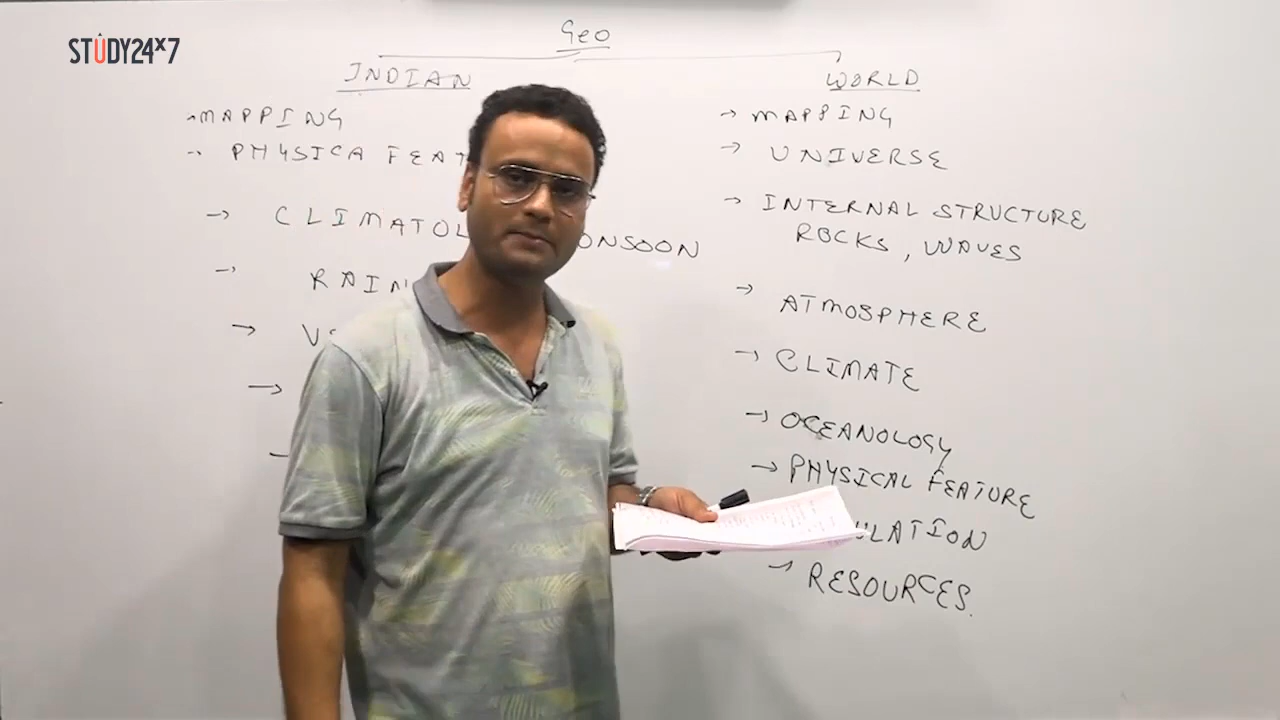 STUDY24x7
Geo
INDIAN
→ MAPPING
→ PHYSICA FEAT
→ CLIMATOL ONSOON
→ RAIN
→
→
→
WORLD
→ MAPPING
→ UNIVERSE
→ INTERNAL STRUCTURE
ROCKS, WAVES
→ ATMOSPHERE
→ CLIMATE
→ OCEANOLOGY
→ PHYSICAL FEATURE
ULATION
→ RESOURCES.